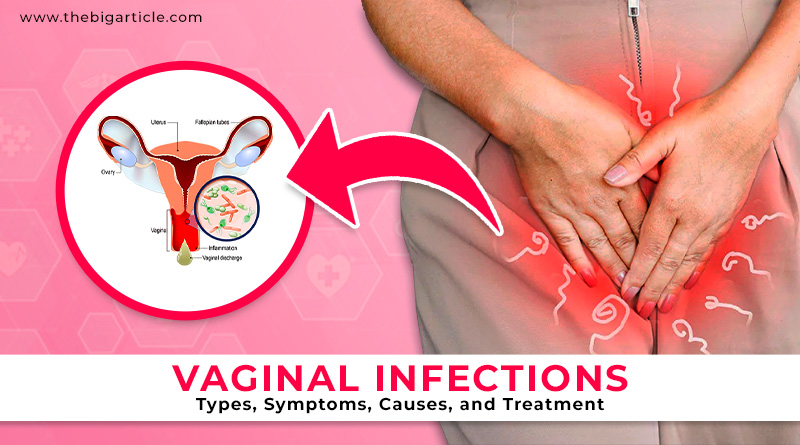 www.thebigarticle.com
Uterus
Fallopian tubes
Ovary
Vagina
Inflammation
Vaginal discharge
VAGINAL INFECTIONS
Types, Symptoms, Causes, and Treatment